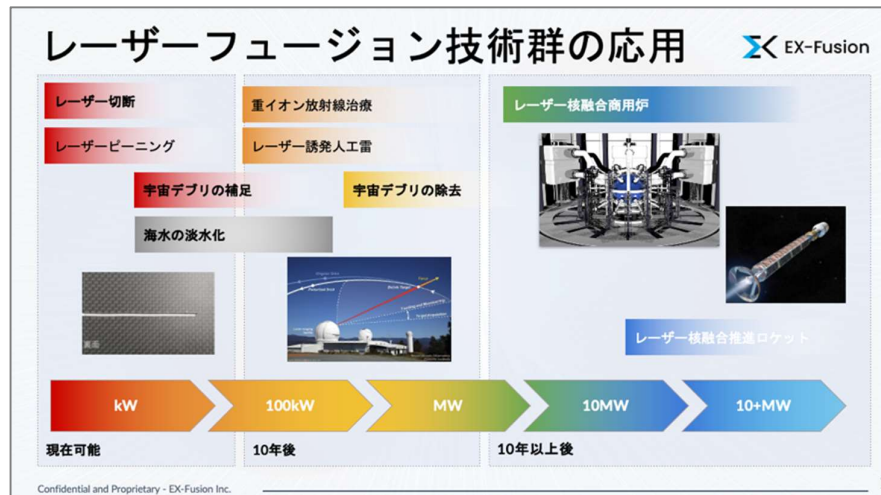 レーザーフュージョン技術群の応用
EX-Fusion
レーザー切断
レーザーピーニング
宇宙デブリの補足
海水の淡水化
裏面
重イオン放射線治療
レーザー誘発人工雷
宇宙デブリの除去
レーザー核融合商用炉
レーザー核融合推進ロケット
kW
100kW
MW
10MW
10+MW
現在可能
10年後
10年以上後
Confidential and Proprietary - EX-Fusion Inc.